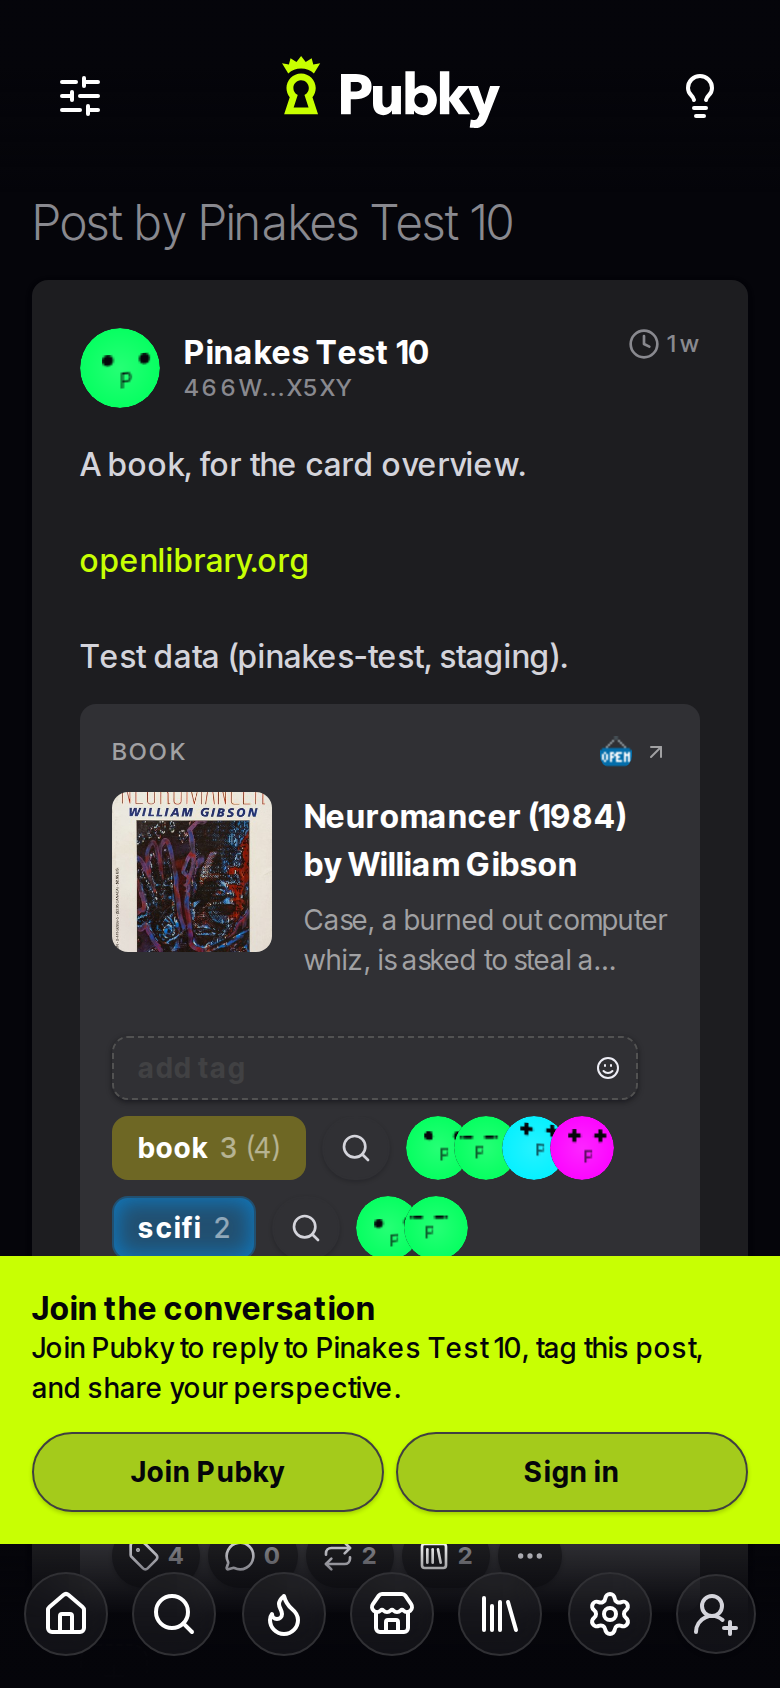 Pubky
Post by Pinakes Test 10
Pinakes Test 10
466W...X5XY
1w
A book, for the card overview.
openlibrary.org
Test data (pinakes-test, staging).
BOOK
OPEN
NEUROMANCER
WILLIAM GIBSON
Neuromancer (1984)
by William Gibson
Case, a burned out computer
whiz, is asked to steal a...
add tag
book 3 (4)
scifi 2
Join the conversation
Join Pubky to reply to Pinakes Test 10, tag this post,
and share your perspective.
Join Pubky
Sign in
4 0 2 2